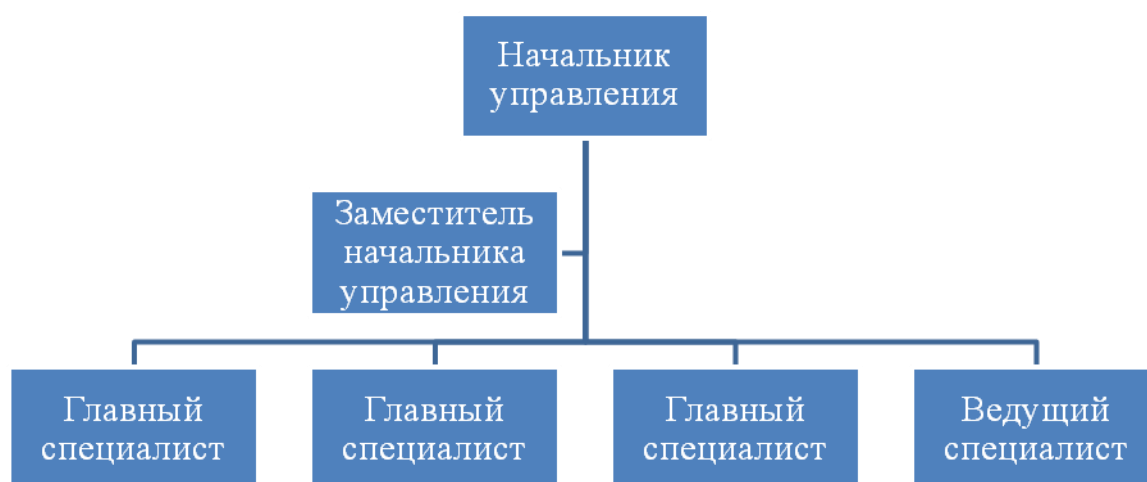 Начальник
управления
Заместитель
начальника
управления
Главный
специалист
Главный
специалист
Главный
специалист
Ведущий
специалист